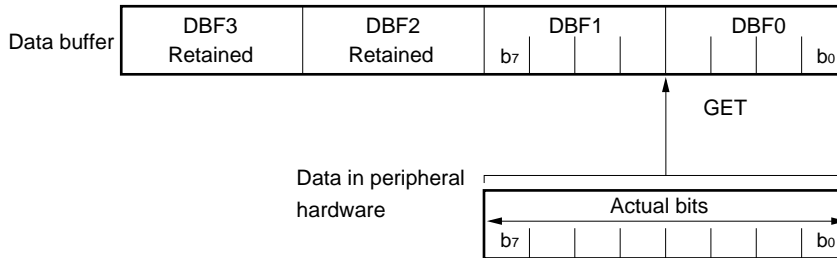 DBF3 DBF2 DBF1 DBF0
Data buffer Retained Retained b7 b0
GET
Data in peripheral
hardware
Actual bits
b7 b0